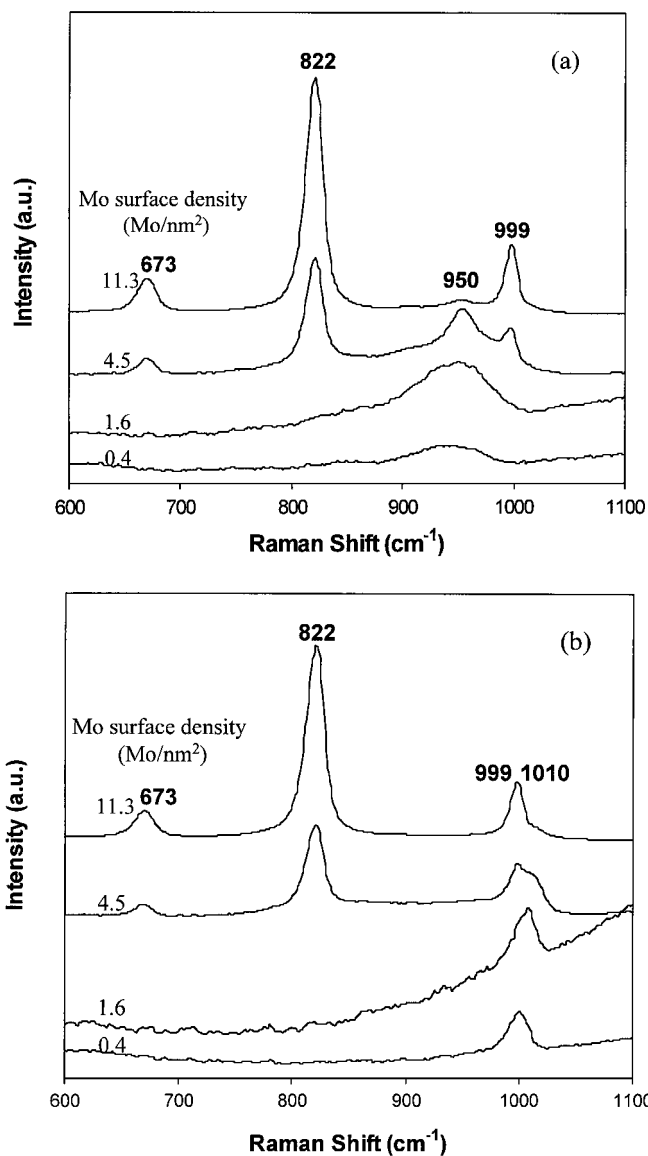 (a)
822
Mo surface density
(Mo/nm²)
999
673
950
11.3
4.5
1.6
0.4
Intensity (a.u.)
600 700 800 900 1000 1100
Raman Shift (cm⁻¹)
(b)
822
Mo surface density
(Mo/nm²)
999 1010
673
11.3
4.5
1.6
0.4
Intensity (a.u.)
600 700 800 900 1000 1100
Raman Shift (cm⁻¹)